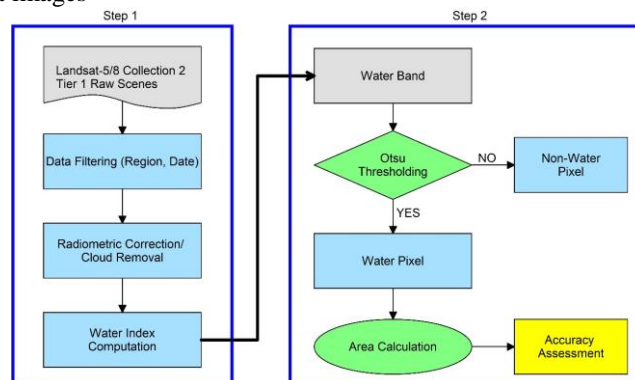 images
Step 1
Step 2
Landsat-5/8 Collection 2
Tier 1 Raw Scenes
Data Filtering (Region, Date)
Radiometric Correction/
Cloud Removal
Water Index
Computation
Water Band
Otsu
Thresholding
NO
Non-Water
Pixel
YES
Water Pixel
Area Calculation
Accuracy
Assessment